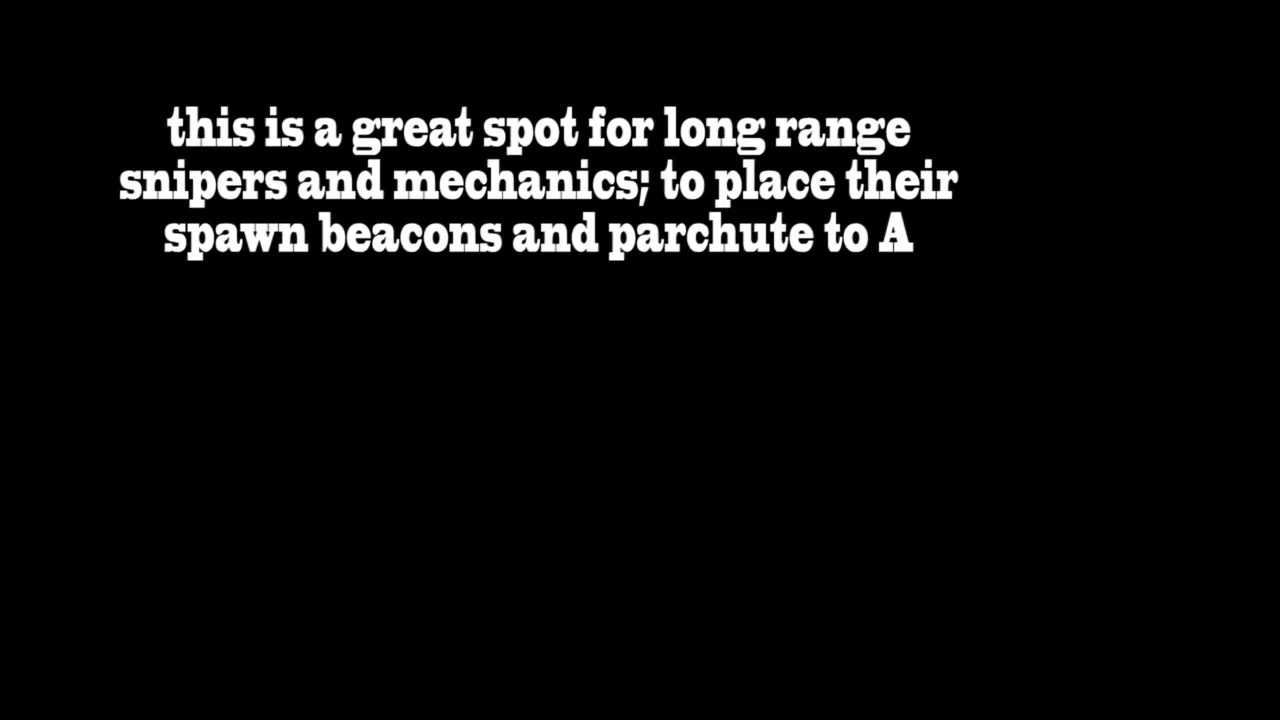 this is a great spot for long range
snipers and mechanics; to place their
spawn beacons and parchute to A